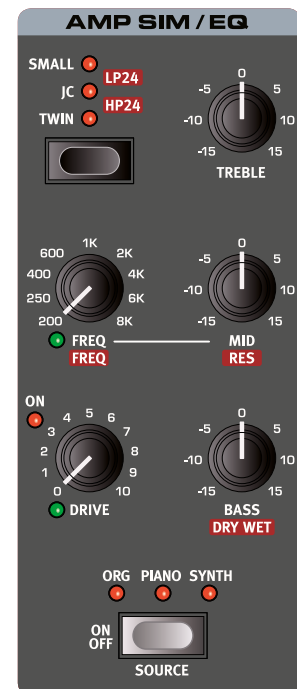 AMP SIM / EQ
SMALL
LP24
JC
HP24
TWIN
0
-5 5
-10 10
-15 15
TREBLE
1K
600 2K
400 4K
250 6K
200 8K
FREQ
FREQ
0
-5 5
-10 10
-15 15
MID
RES
ON
5
4 6
3 7
2 8
1 9
0 10
DRIVE
0
-5 5
-10 10
-15 15
BASS
DRY WET
ORG PIANO SYNTH
ON
OFF
SOURCE